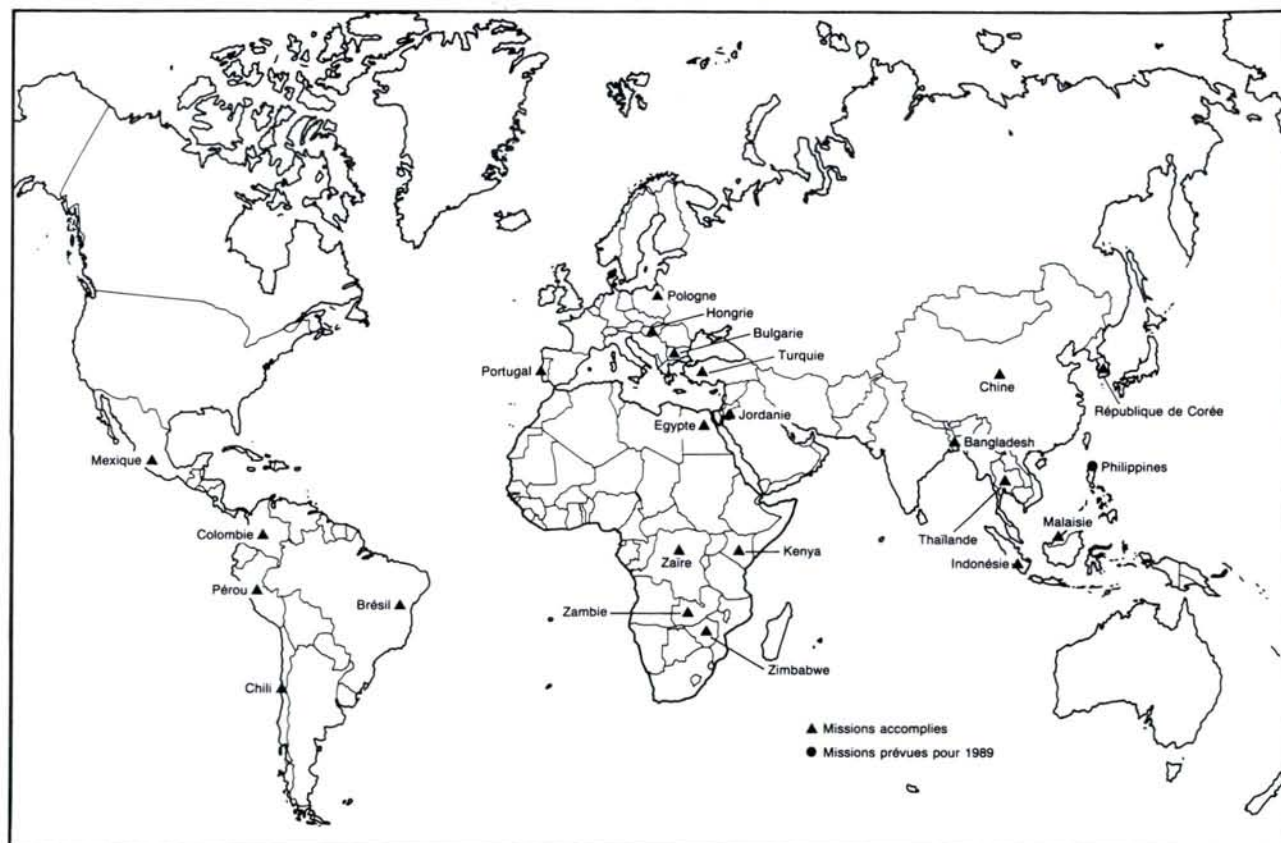 Pologne
Hongrie
Bulgarie
Turquie
Portugal
Chine
République de Corée
Jordanie
Egypte
Bangladesh
Mexique
Philippines
Malaisie
Colombie
Thaïlande
Zaïre
Kenya
Indonésie
Pérou
Brésil
Zambie
Zimbabwe
Chili
▲ Missions accomplies
● Missions prévues pour 1989